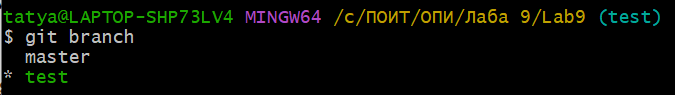 tatya@LAPTOP-SHP73LV4 MINGW64 /c/ПОИТ/ОПИ/Лаба 9/Lab9 (test)
$ git branch
  master
* test